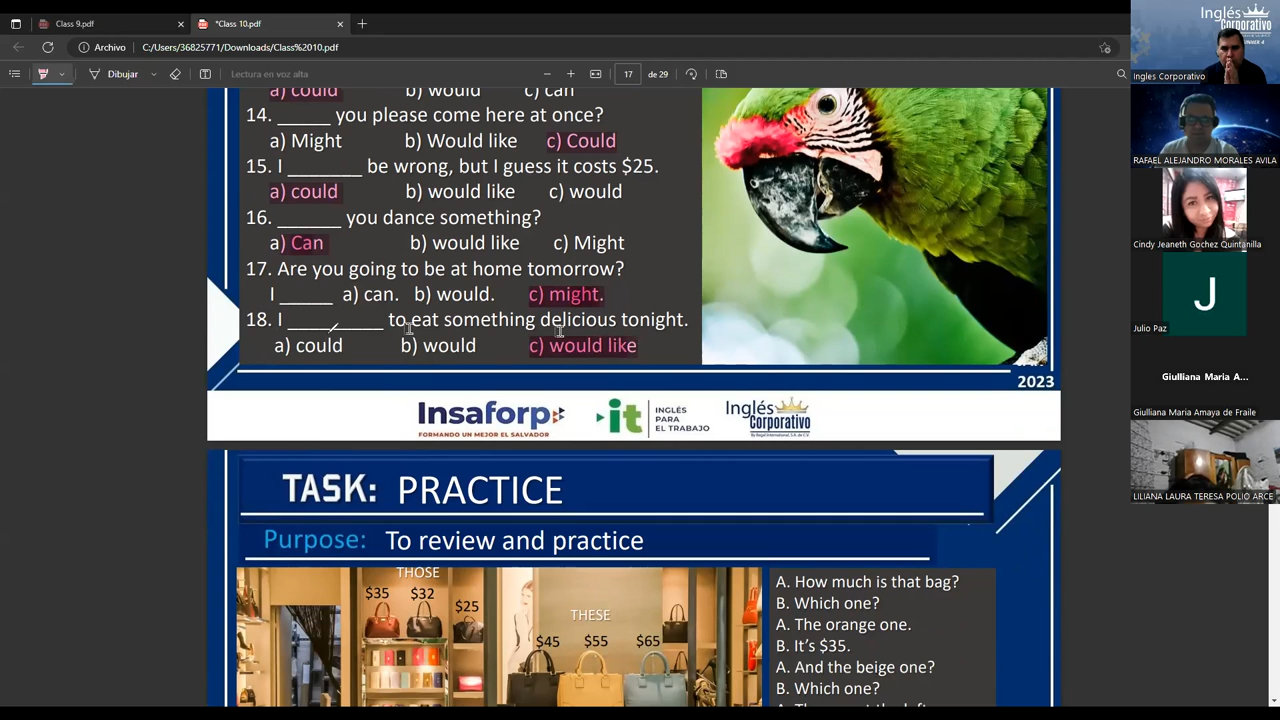 Class 9.pdf
*Class 10.pdf
Archivo
C:/Users/36825771/Downloads/Class%2010.pdf
Dibujar
Lectura en voz alta
17
de 29
a) could b) would c) can
14. _____ you please come here at once?
a) Might b) Would like c) Could
15. I _______ be wrong, but I guess it costs $25.
a) could b) would like c) would
16. ______ you dance something?
a) Can b) would like c) Might
17. Are you going to be at home tomorrow?
I _____ a) can. b) would. c) might.
18. I _________ to eat something delicious tonight.
a) could b) would c) would like
2023
Insaforp
FORMANDO UN MEJOR EL SALVADOR
it
INGLÉS
PARA
EL TRABAJO
Inglés
Corporativo
TASK: PRACTICE
Purpose: To review and practice
THOSE
$35
$32
$25
THESE
$45
$55
$65
A. How much is that bag?
B. Which one?
A. The orange one.
B. It's $35.
A. And the beige one?
B. Which one?
Inglés
Corporativo
Ingles Corporativo
RAFAEL ALEJANDRO MORALES AVILA
Cindy Jeaneth Gochez Quintanilla
J
Julio Paz
Giulliana Maria A...
Giulliana Maria Amaya de Fraile
LILIANA LAURA TERESA POLIO ARCE